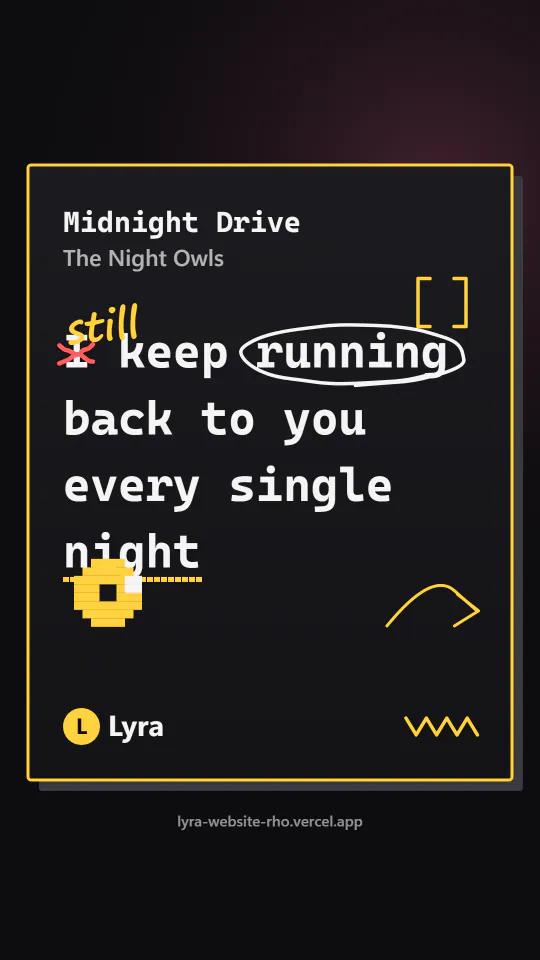 Midnight Drive
The Night Owls
still
i keep running
back to you
every single
night
L Lyra
lyra-website-rho.vercel.app